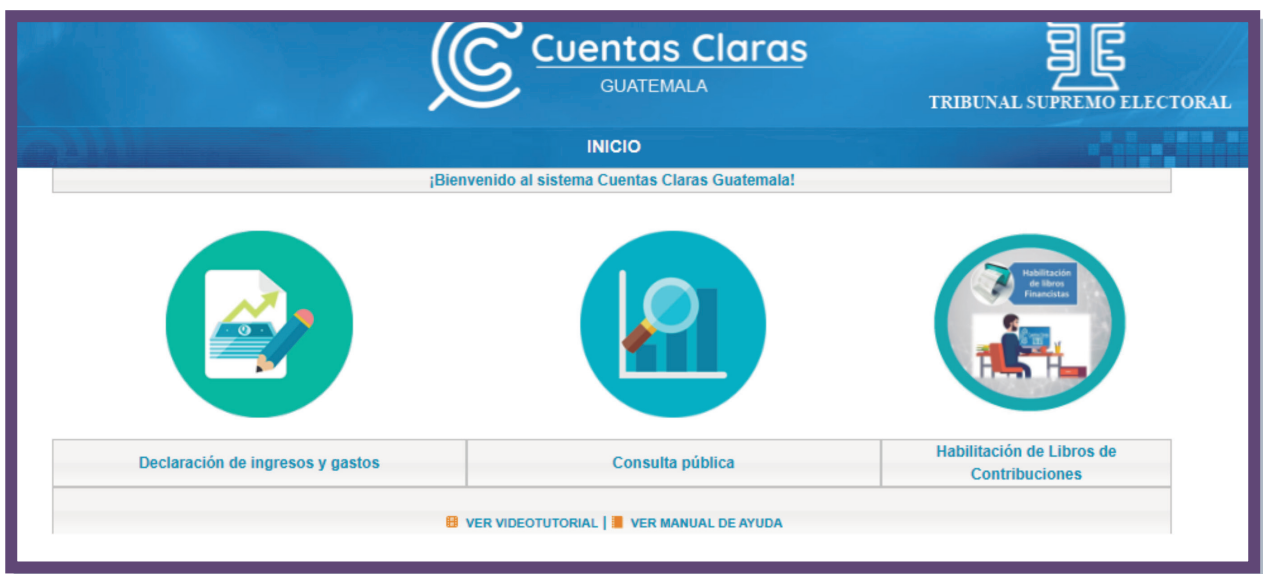 Cuentas Claras
GUATEMALA
TRIBUNAL SUPREMO ELECTORAL
INICIO
¡Bienvenido al sistema Cuentas Claras Guatemala!
Habilitación
de libros
Financistas
Declaración de ingresos y gastos
Consulta pública
Habilitación de Libros de
Contribuciones
VER VIDEOTUTORIAL | VER MANUAL DE AYUDA